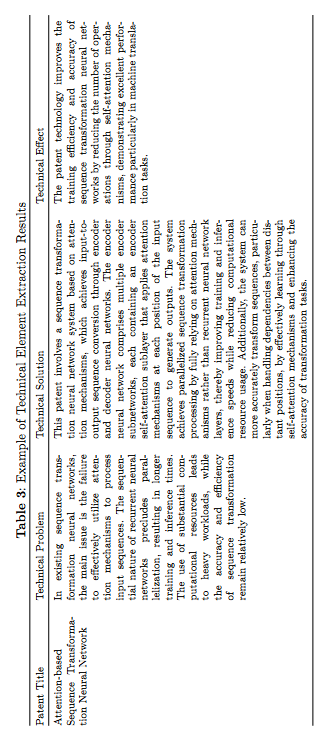 Table 3: Example of Technical Element Extraction Results
Patent Title
Technical Problem
Technical Solution
Technical Effect
Attention-based
Sequence Transforma-
tion Neural Network
In existing sequence trans-
formation neural networks,
the main issue is the failure
to effectively utilize atten-
tion mechanisms to process
input sequences. The sequen-
tial nature of recurrent neural
networks precludes paral-
lelization, resulting in longer
training and inference times.
The use of substantial com-
putational resources leads
to heavy workloads, while
the accuracy and efficiency
of sequence transformation
remain relatively low.
This patent involves a sequence transforma-
tion neural network system based on atten-
tion mechanisms, which achieves input-to-
output sequence conversion through encoder
and decoder neural networks. The encoder
neural network comprises multiple encoder
subnetworks, each containing an encoder
self-attention sublayer that applies attention
mechanisms at each position of the input
sequence to generate outputs. The system
achieves parallelized sequence transformation
processing by fully relying on attention mech-
anisms rather than recurrent neural network
layers, thereby improving training and infer-
ence speeds while reducing computational
resource usage. Additionally, the system can
more accurately transform sequences, particu-
larly when handling dependencies between dis-
tant positions, by effectively learning through
self-attention mechanisms and enhancing the
accuracy of transformation tasks.
The patent technology improves the
training efficiency and accuracy of
sequence transformation neural net-
works by reducing the number of oper-
ations through self-attention mecha-
nisms, demonstrating excellent perfor-
mance particularly in machine transla-
tion tasks.